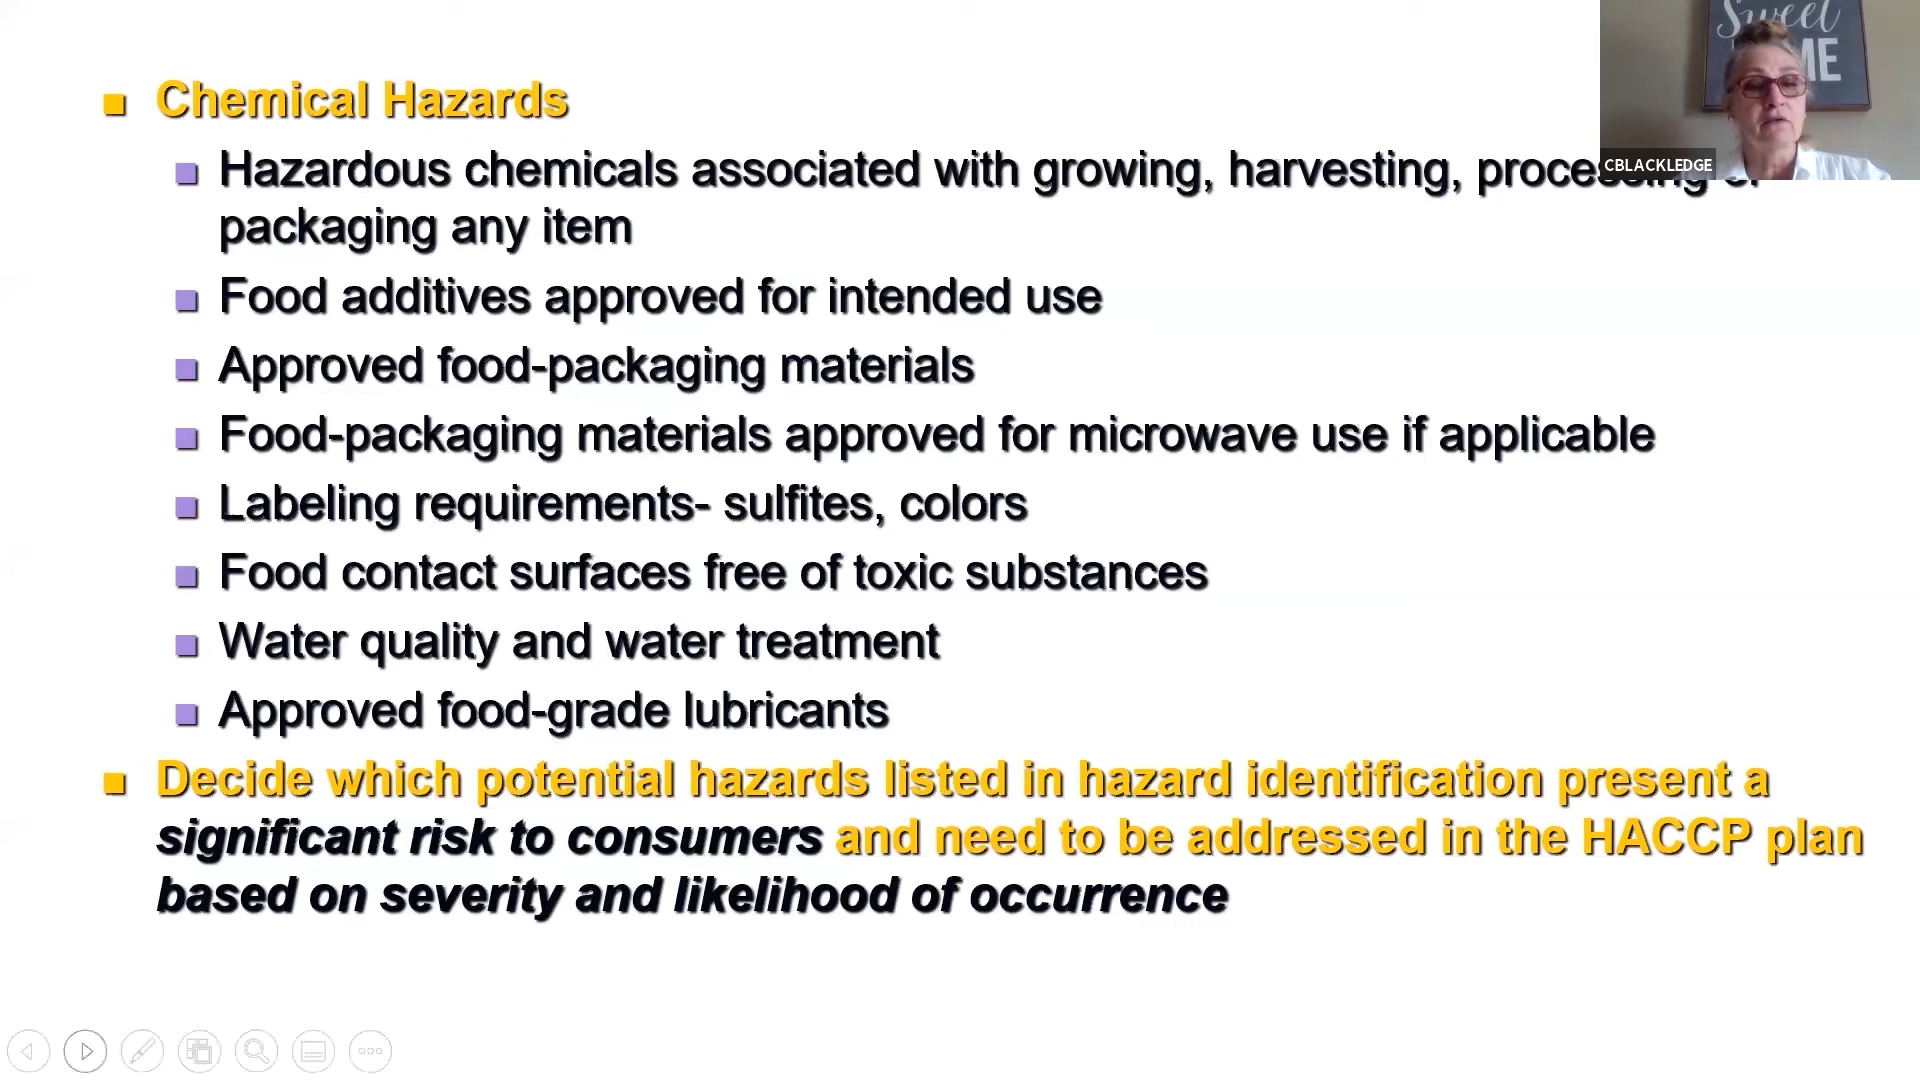 Sweet
ME
CBLACKLEDGE
Chemical Hazards
Hazardous chemicals associated with growing, harvesting, processing or
packaging any item
Food additives approved for intended use
Approved food-packaging materials
Food-packaging materials approved for microwave use if applicable
Labeling requirements- sulfites, colors
Food contact surfaces free of toxic substances
Water quality and water treatment
Approved food-grade lubricants
Decide which potential hazards listed in hazard identification present a
significant risk to consumers and need to be addressed in the HACCP plan
based on severity and likelihood of occurrence